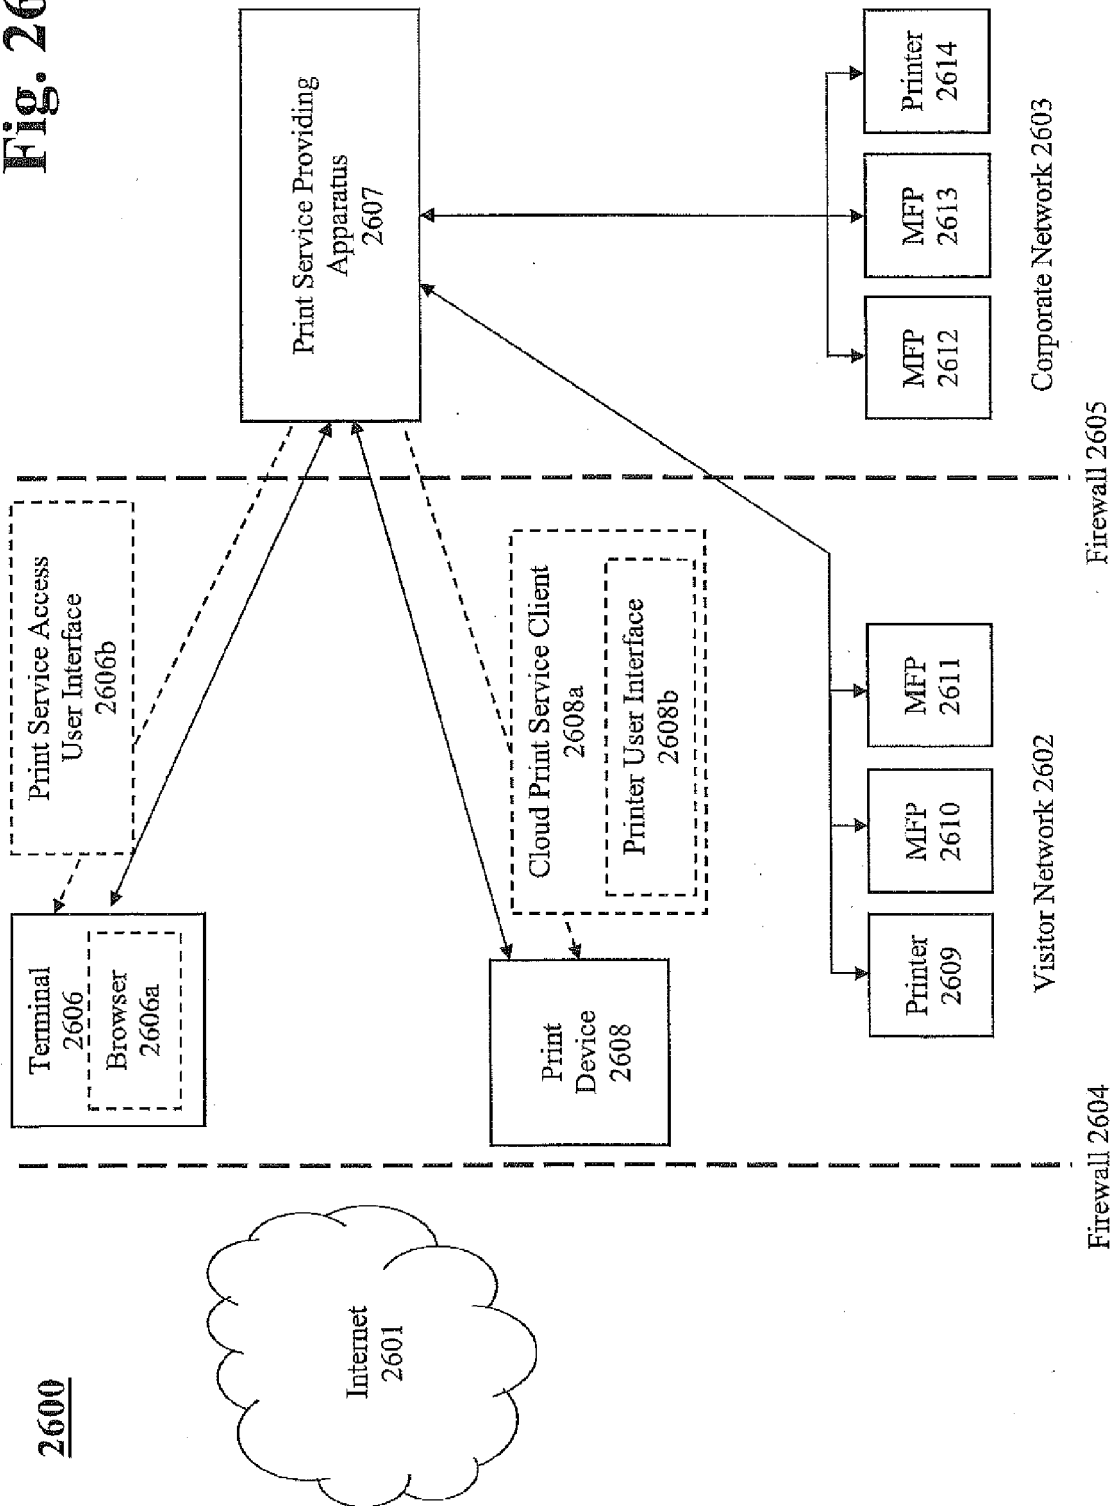 Fig. 26
2600
Internet
2601
Firewall 2604
Terminal
2606
Browser
2606a
Print Service Access
User Interface
2606b
Print
Device
2608
Cloud Print Service Client
2608a
Printer User Interface
2608b
Printer
2609
MFP
2610
MFP
2611
Visitor Network 2602
Firewall 2605
Print Service Providing
Apparatus
2607
MFP
2612
MFP
2613
Printer
2614
Corporate Network 2603